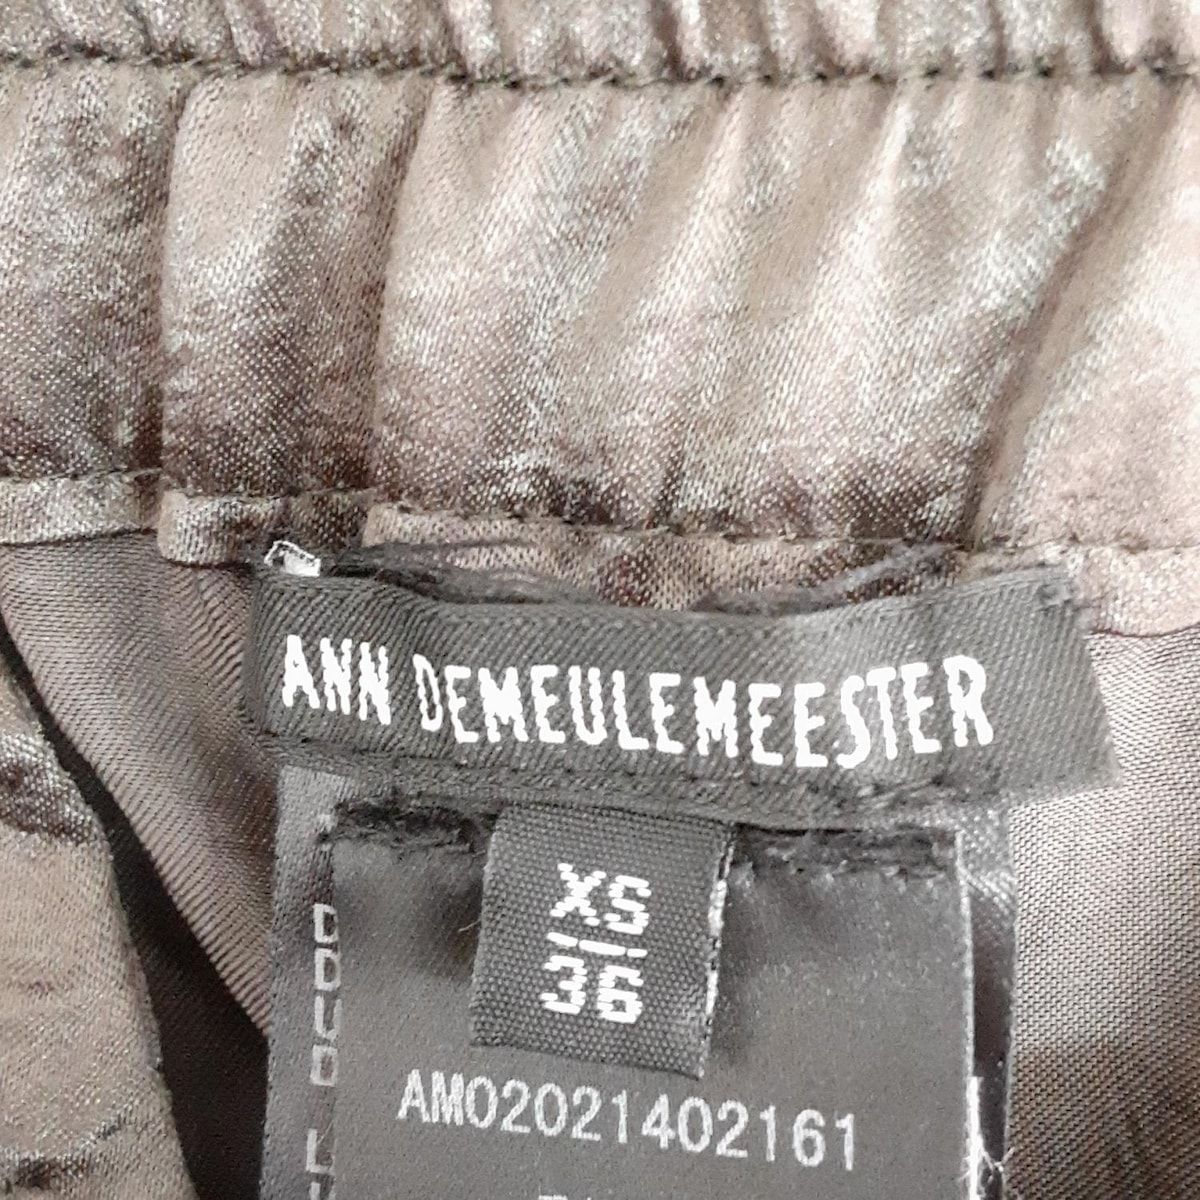 ANN DEMEULEMEESTER
XS
36
AM02021402161